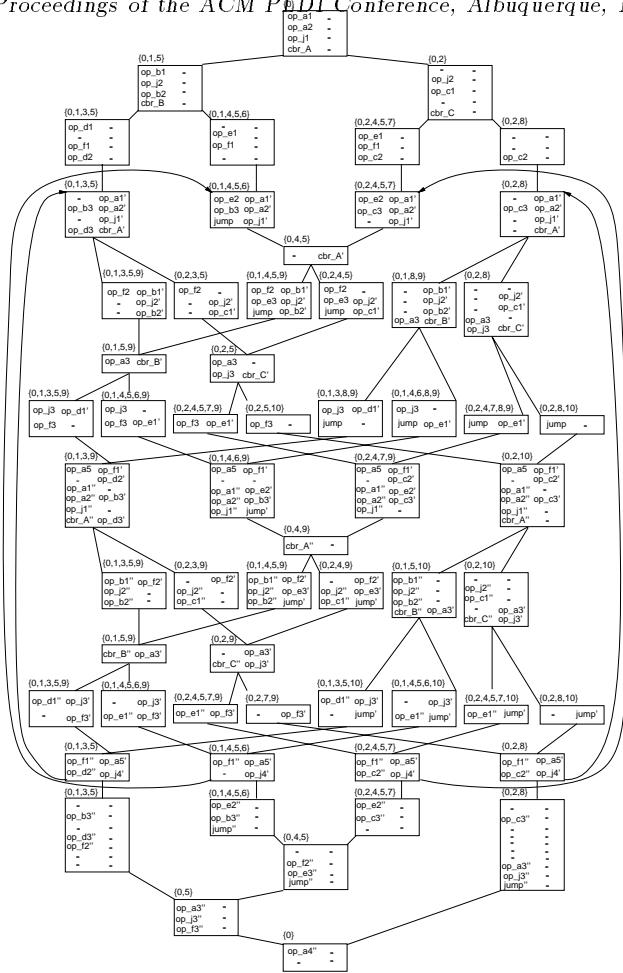 Proceedings of the ACM PLDI Conference, Albuquerque,
{0}
op_a1 -
op_a2 -
op_j1 -
cbr_A -
{0,1,5}
op_b1 -
op_j2 -
op_b2 -
cbr_B -
{0,2}
- -
op_j2 -
op_c1 -
- -
cbr_C -
{0,1,3,5}
op_d1 -
- -
op_f1 -
op_d2 -
{0,1,4,5,6}
- -
op_e1 -
op_f1 -
- -
{0,2,4,5,7}
op_e1 -
op_f1 -
op_c2 -
{0,2,8}
- -
- -
op_c2 -
{0,1,3,5}
- op_a1'
op_b3 op_a2'
- op_j1'
op_d3 cbr_A'
{0,1,4,5,6}
op_e2 op_a1'
op_b3 op_a2'
jump op_j1'
{0,2,4,5,7}
op_e2 op_a1'
op_c3 op_a2'
- op_j1'
{0,2,8}
- op_a1'
op_c3 op_a2'
- op_j1'
- cbr_A'
{0,4,5}
- cbr_A'
{0,1,3,5,9}
op_f2 op_b1'
- op_j2'
- op_b2'
{0,2,3,5}
op_f2 -
- op_j2'
- op_c1'
{0,1,4,5,9}
op_f2 op_b1'
op_e3 op_j2'
jump op_b2'
{0,2,4,5}
op_f2 -
op_e3 op_j2'
jump op_c1'
{0,1,8,9}
- op_b1'
- op_j2'
- op_b2'
op_a3 cbr_B'
{0,2,8}
- -
- op_j2'
- op_c1'
op_a3 -
op_j3 cbr_C'
{0,1,5,9}
op_a3 cbr_B'
{0,2,5}
op_a3 -
op_j3 cbr_C'
{0,1,3,5,9}
op_j3 op_d1'
op_f3 -
{0,1,4,5,6,9}
op_j3 -
op_f3 op_e1'
{0,2,4,5,7,9}
op_f3 op_e1'
{0,2,5,10}
op_f3 -
{0,1,3,8,9}
op_j3 op_d1'
jump -
{0,1,4,6,8,9}
op_j3 -
jump op_e1'
{0,2,4,7,8,9}
jump op_e1'
{0,2,8,10}
jump -
{0,1,3,9}
op_a5 op_f1'
- op_d2'
op_a1" -
op_a2" op_b3'
op_j1" -
cbr_A" op_d3'
{0,1,4,6,9}
op_a5 op_f1'
- -
op_a1" op_e2'
op_a2" op_b3'
op_j1" jump'
{0,2,4,7,9}
op_a5 op_f1'
- op_c2'
op_a1" op_e2'
op_a2" op_c3'
op_j1" -
{0,2,10}
op_a5 op_f1'
- op_c2'
op_a1" -
op_a2" op_c3'
op_j1" -
cbr_A" -
{0,4,9}
cbr_A" -
{0,1,3,5,9}
op_b1" op_f2'
op_j2" -
op_b2" -
{0,2,3,9}
- op_f2'
op_j2" -
op_c1" -
{0,1,4,5,9}
op_b1" op_f2'
op_j2" op_e3'
op_b2" jump'
{0,2,4,9}
- op_f2'
op_j2" op_e3'
op_c1" jump'
{0,1,5,10}
op_b1" -
op_j2" -
op_b2" -
cbr_B" op_a3'
{0,2,10}
- -
op_j2" -
op_c1" -
- op_a3'
cbr_C" op_j3'
{0,1,5,9}
cbr_B" op_a3'
{0,2,9}
- op_a3'
cbr_C" op_j3'
{0,1,3,5,9}
op_d1" op_j3'
- op_f3'
{0,1,4,5,6,9}
- op_j3'
op_e1" op_f3'
{0,2,4,5,7,9}
op_e1" op_f3'
{0,2,7,9}
- op_f3'
{0,1,3,5,10}
op_d1" op_j3'
- jump'
{0,1,4,5,6,10}
- op_j3'
op_e1" jump'
{0,2,4,5,7,10}
op_e1" jump'
{0,2,8,10}
- jump'
{0,1,3,5}
op_f1" op_a5'
op_d2" op_j4'
{0,1,4,5,6}
op_f1" op_a5'
- op_j4'
{0,2,4,5,7}
op_f1" op_a5'
op_c2" op_j4'
{0,2,8}
op_f1" op_a5'
op_c2" op_j4'
{0,1,3,5}
- -
op_b3" -
- -
op_d3" -
op_f2" -
- -
- -
{0,1,4,5,6}
op_e2" -
op_b3" -
jump" -
{0,2,4,5,7}
op_e2" -
op_c3" -
- -
{0,2,8}
- -
op_c3" -
- -
- -
- -
- -
op_a3" -
op_j3" -
jump" -
{0,4,5}
- -
op_f2" -
op_e3" -
jump" -
{0,5}
op_a3" -
op_j3" -
op_f3" -
{0}
op_a4" -
- -